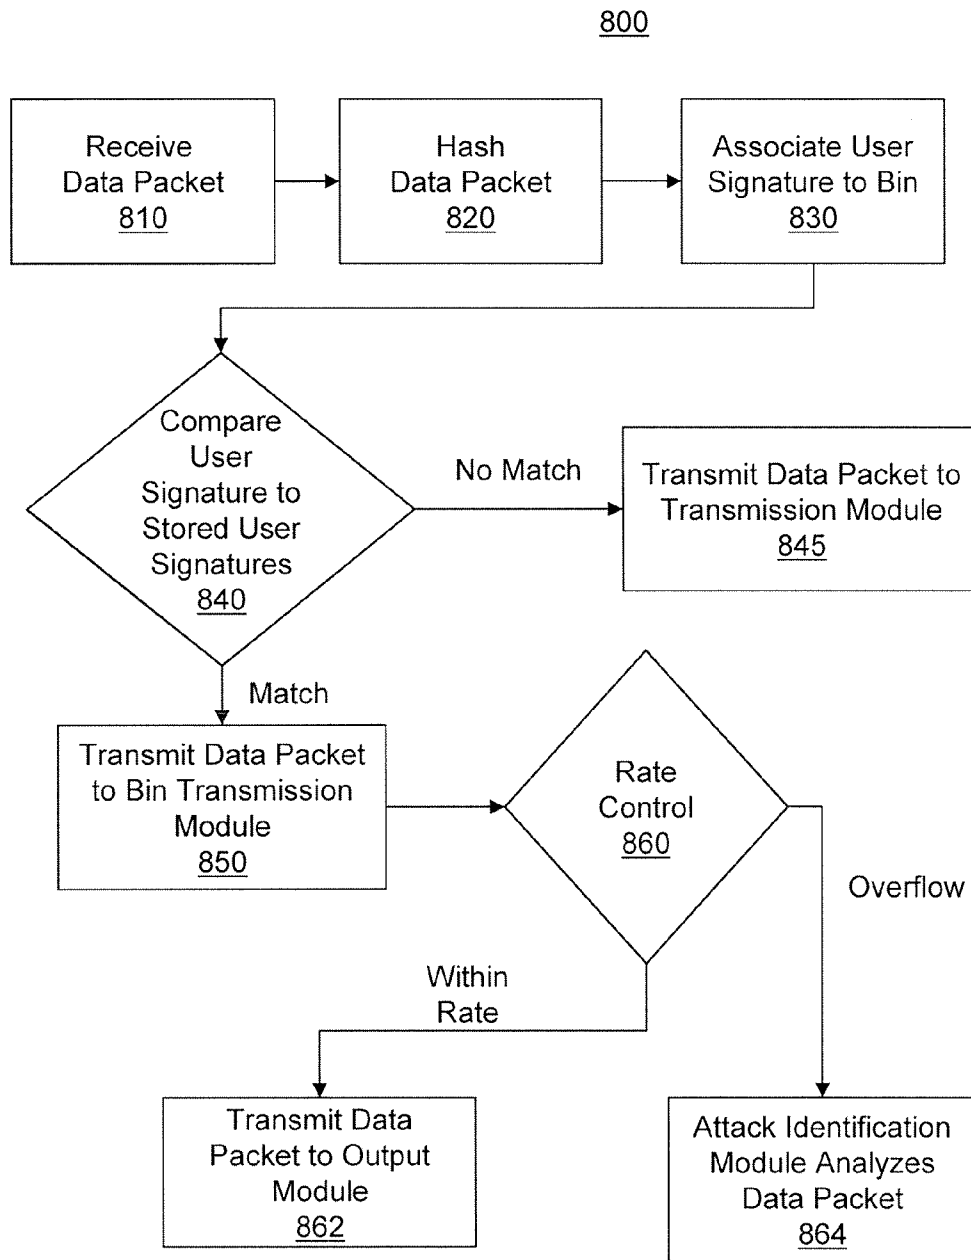 800
Receive
Data Packet
810
Hash
Data Packet
820
Associate User
Signature to Bin
830
Compare
User
Signature to
Stored User
Signatures
840
No Match
Transmit Data Packet to
Transmission Module
845
Match
Transmit Data Packet
to Bin Transmission
Module
850
Rate
Control
860
Overflow
Within
Rate
Transmit Data
Packet to Output
Module
862
Attack Identification
Module Analyzes
Data Packet
864